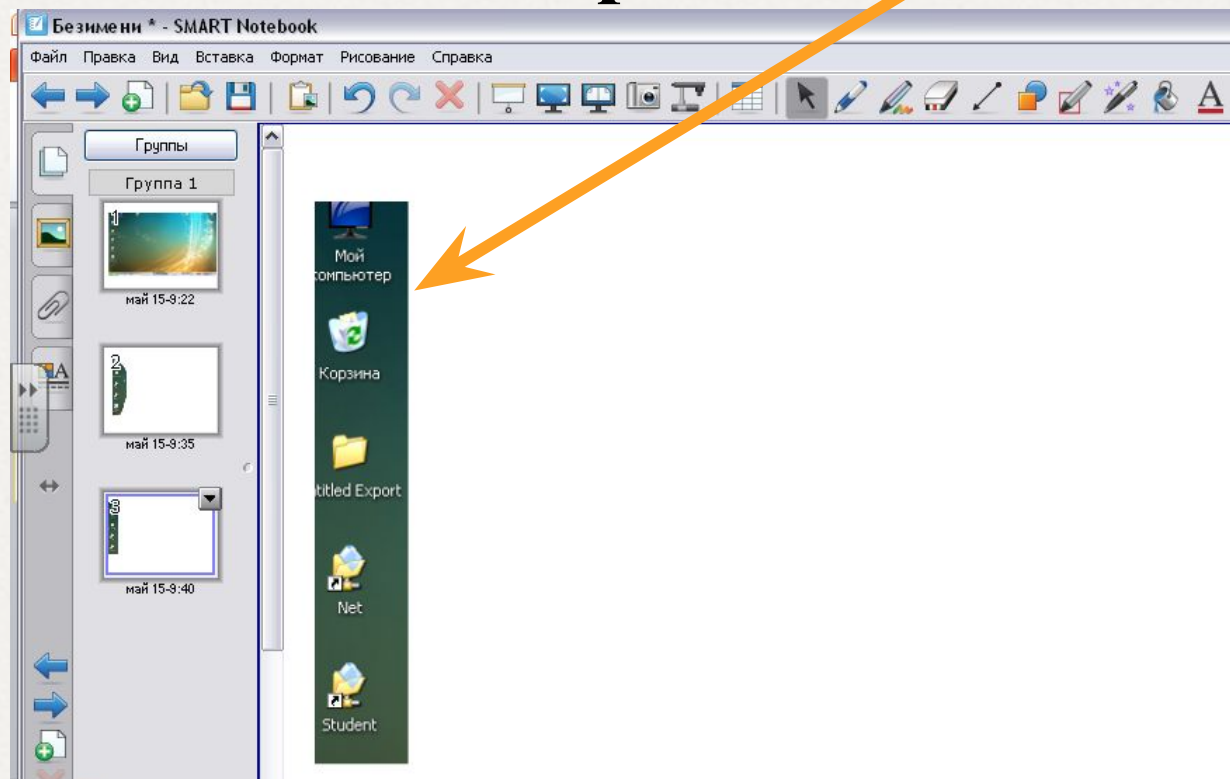 Безимени * - SMART Notebook
Файл Правка Вид Вставка Формат Рисование Справка
Группы
Группа 1
1
май 15-9:22
2
май 15-9:35
3
май 15-9:40
Мой
компьютер
Корзина
titled Export
Net
Student